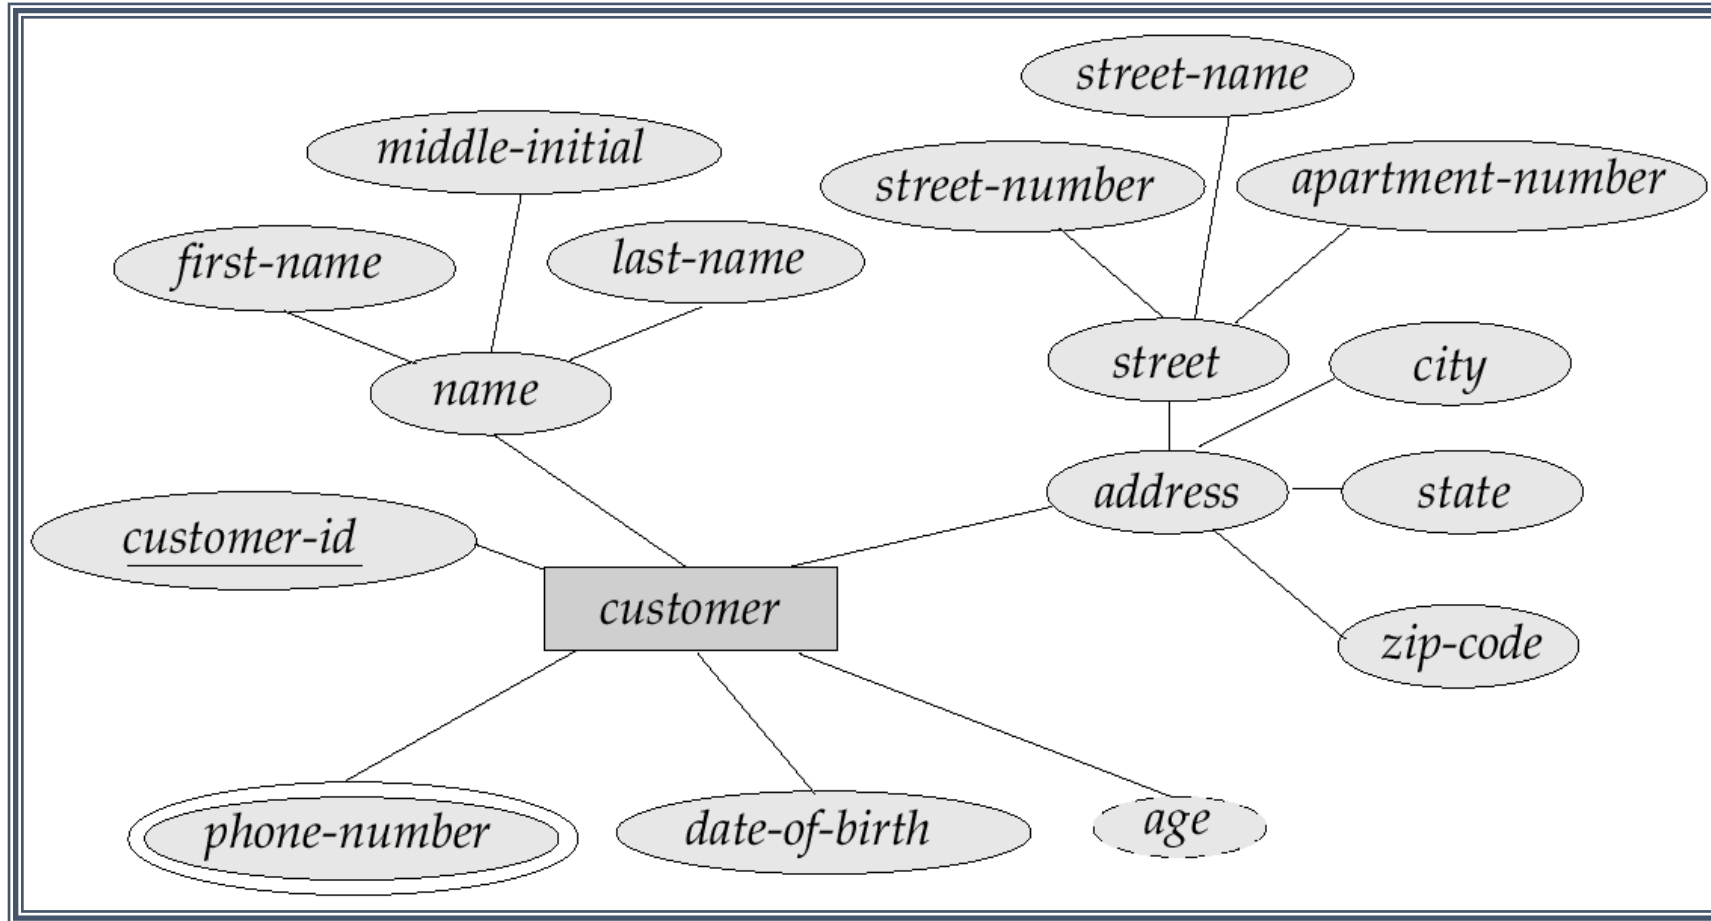 street-name
middle-initial
street-number
apartment-number
first-name
last-name
street
city
name
address
state
customer-id
customer
zip-code
phone-number
date-of-birth
age